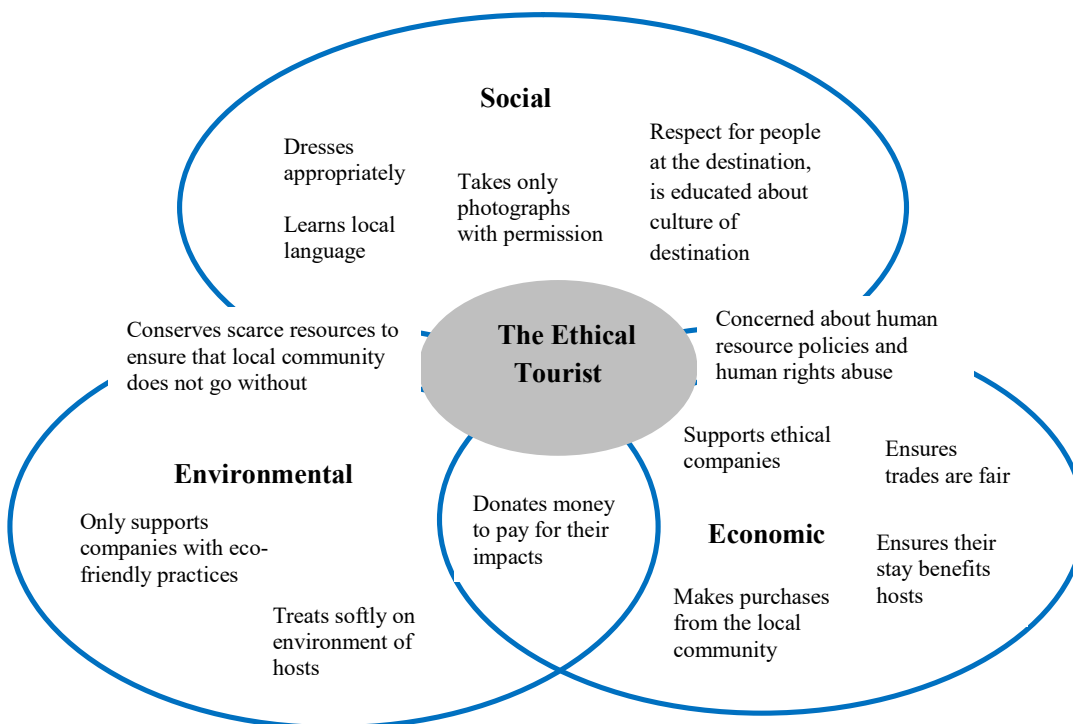 Social
Dresses
appropriately
Learns local
language
Takes only
photographs
with permission
Respect for people
at the destination,
is educated about
culture of
destination
Conserves scarce resources to
ensure that local community
does not go without
The Ethical
Tourist
Concerned about human
resource policies and
human rights abuse
Environmental
Only supports
companies with eco-
friendly practices
Treats softly on
environment of
hosts
Donates money
to pay for their
impacts
Supports ethical
companies
Ensures
trades are fair
Economic
Ensures their
stay benefits
hosts
Makes purchases
from the local
community